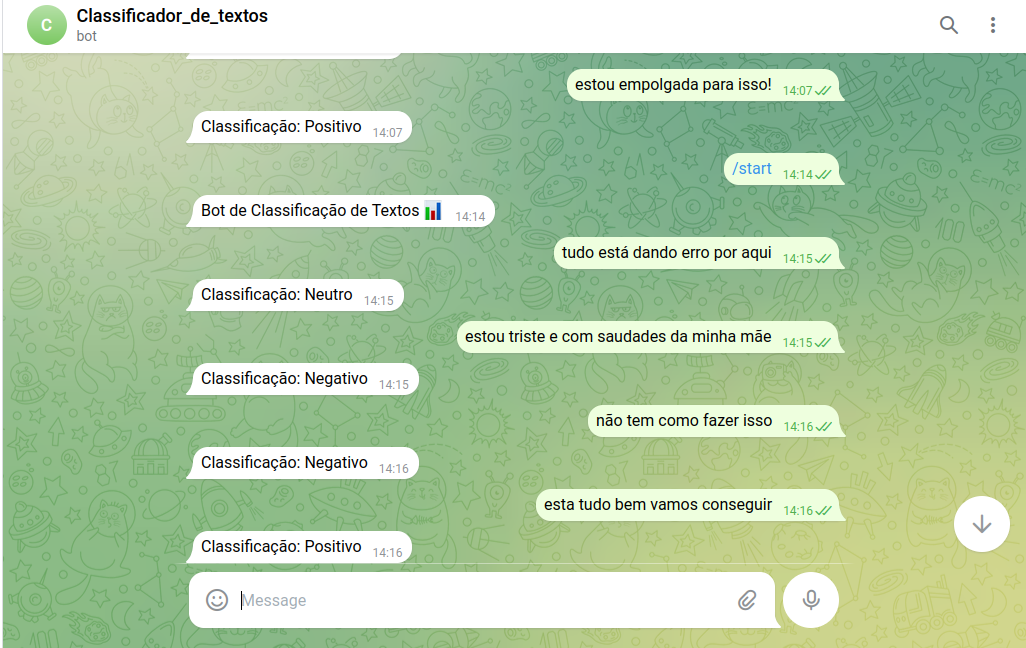 C
Classificador_de_textos
bot
estou empolgada para isso! 14:07
Classificação: Positivo 14:07
/start 14:14
Bot de Classificação de Textos 📊 14:14
tudo está dando erro por aqui 14:15
Classificação: Neutro 14:15
estou triste e com saudades da minha mãe 14:15
Classificação: Negativo 14:15
não tem como fazer isso 14:16
Classificação: Negativo 14:16
esta tudo bem vamos conseguir 14:16
Classificação: Positivo 14:16
Message